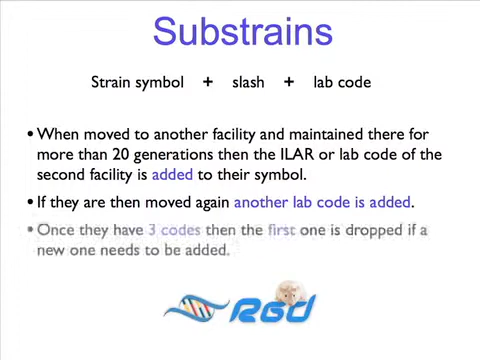 Substrains
Strain symbol + slash + lab code
• When moved to another facility and maintained there for
more than 20 generations then the ILAR or lab code of the
second facility is added to their symbol.
• If they are then moved again another lab code is added.
• Once they have 3 codes then the first one is dropped if a
new one needs to be added.
RGD